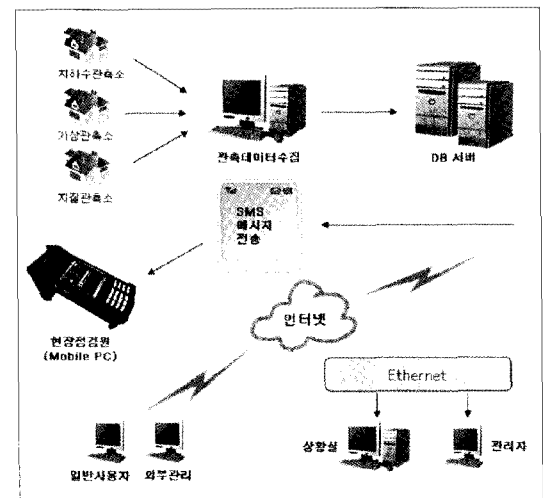 지하수관측소
기상관측소
지질관측소
관측데이터수집
DB 서버
SMS
메시지
전송
현장점검원
(Mobile PC)
인터넷
Ethernet
일반사용자
외부관리
상황실
관리자